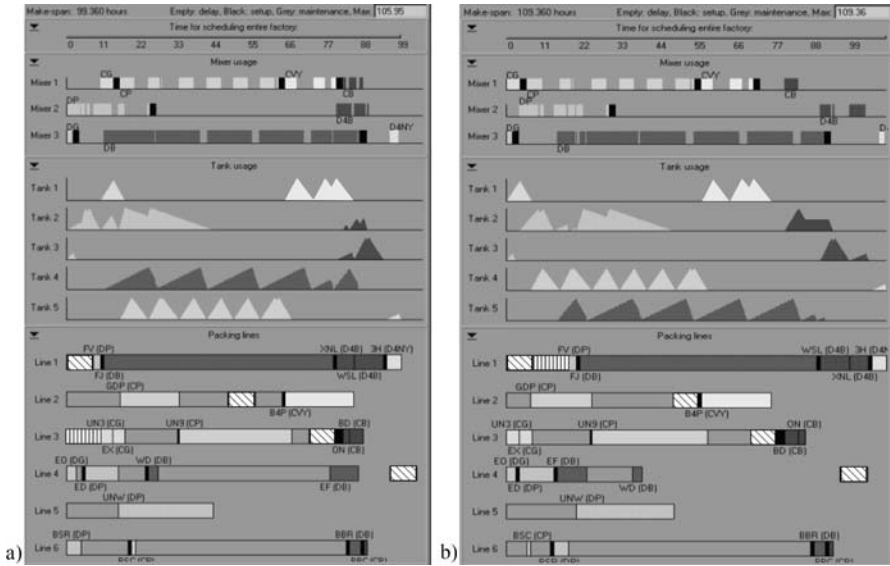 Make-span: 99.360 hours Empty: delay, Black: setup, Grey: maintenance, Max: 105.95
Time for scheduling entire factory:
0 11 22 33 44 55 66 77 88 99
Mixer usage
CG CVY
Mixer 1
CP CB
DP
Mixer 2
D4B
DG D4NY
Mixer 3
DB
Tank usage
Tank 1
Tank 2
Tank 3
Tank 4
Tank 5
Packing lines
FV (DP) XNL (D4B) 3H (D4NY)
Line 1
FJ (DB) WSL (D4B)
GDP (CP)
Line 2
B4P (CVY)
UN3 (CG) UN9 (CP) BD (CB)
Line 3
EX (CG) ON (CB)
EO (DG) WD (DB)
Line 4
ED (DP) EF (DB)
UNW (DP)
Line 5
BSR (DP) BBR (DB)
Line 6
BSC (CP) BBC (CB)
a)
Make-span: 109.360 hours Empty: delay, Black: setup, Grey: maintenance, Max: 109.36
Time for scheduling entire factory:
0 11 22 33 44 55 66 77 88 99
Mixer usage
CG CVY
Mixer 1
CP CB
DP
Mixer 2
D4B
DG D
Mixer 3
DB
Tank usage
Tank 1
Tank 2
Tank 3
Tank 4
Tank 5
Packing lines
FV (DP) WSL (D4B) 3H (D4N
Line 1
FJ (DB) XNL (D4B)
GDP (CP)
Line 2
B4P (CVY)
UN3 (CG) UN9 (CP) ON (CB)
Line 3
EX (CG) BD (CB)
EO (DG) EF (DB)
Line 4
ED (DP) WD (DB)
UNW (DP)
Line 5
BSC (CP) BBR (DB)
Line 6
BSR (DP) BBC (CB)
b)